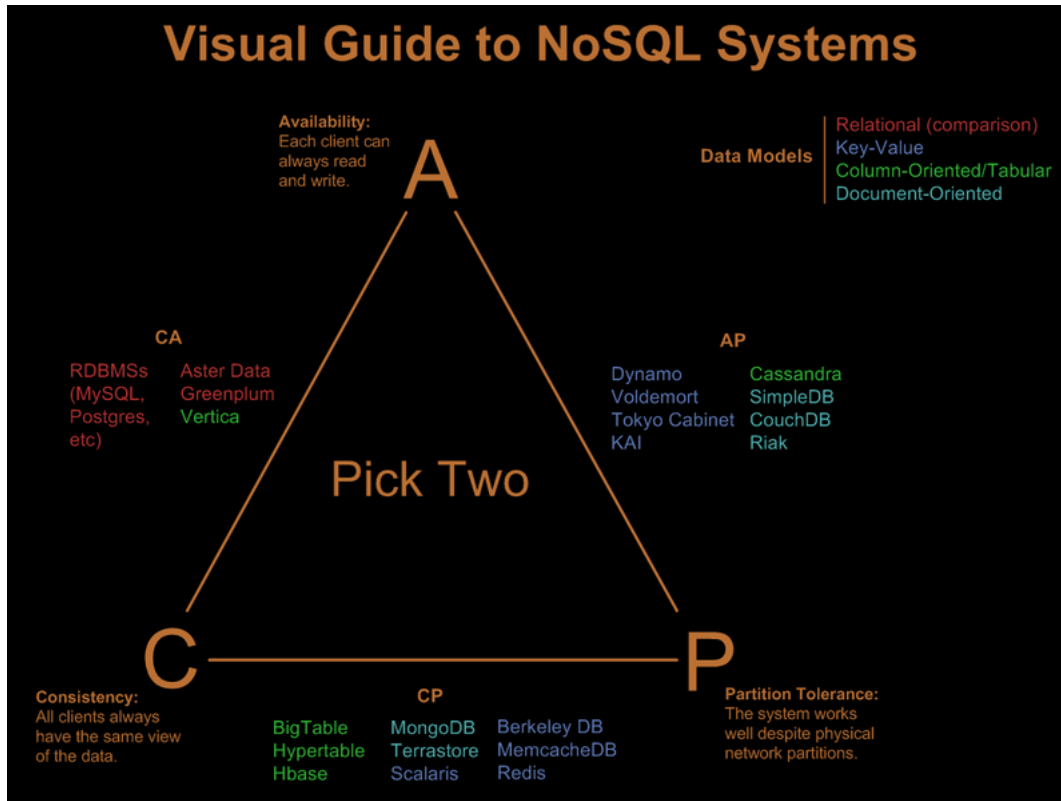 Visual Guide to NoSQL Systems
Availability:
Each client can
always read
and write.
A
Data Models
Relational (comparison)
Key-Value
Column-Oriented/Tabular
Document-Oriented
CA
RDBMSs
(MySQL,
Postgres,
etc)
Aster Data
Greenplum
Vertica
AP
Dynamo
Voldemort
Tokyo Cabinet
KAI
Cassandra
SimpleDB
CouchDB
Riak
Pick Two
C
P
Consistency:
All clients always
have the same view
of the data.
CP
BigTable
Hypertable
Hbase
MongoDB
Terrastore
Scalaris
Berkeley DB
MemcacheDB
Redis
Partition Tolerance:
The system works
well despite physical
network partitions.